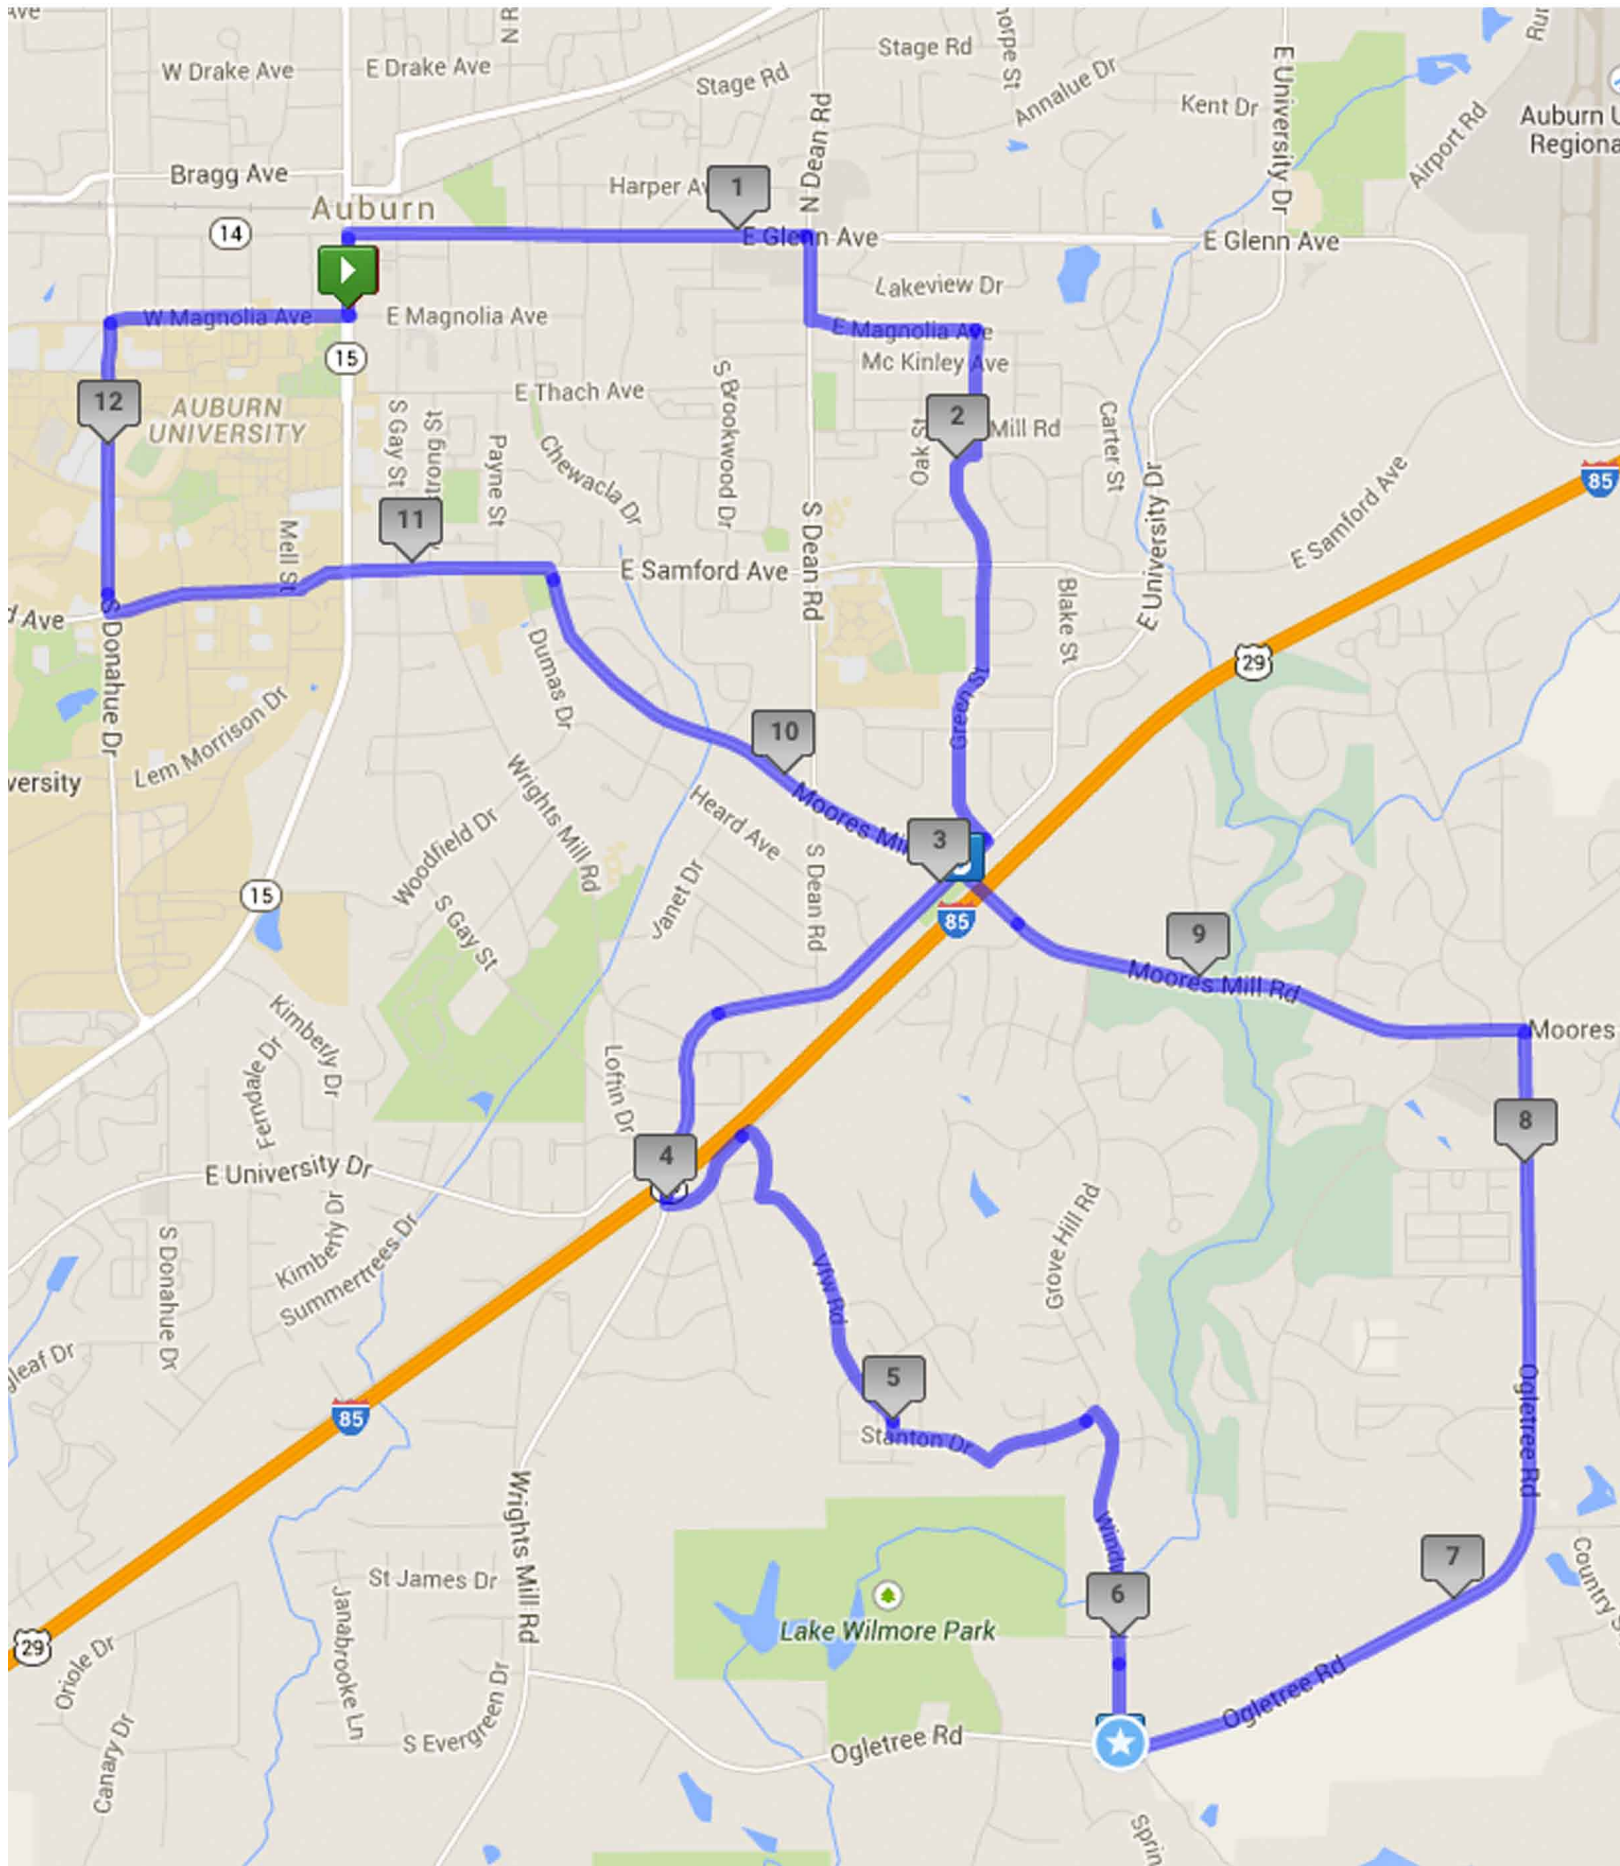 W Drake Ave
E Drake Ave
Stage Rd
Stage Rd
Annalue Dr
Kent Dr
E University Dr
Airport Rd
Auburn U
Regiona
Bragg Ave
Harper Av
1
N Dean Rd
Auburn
14
E Glenn Ave
E Glenn Ave
Lakeview Dr
W Magnolia Ave
E Magnolia Ave
E Magnolia Ave
15
Mc Kinley Ave
S Brookwood Dr
E Thach Ave
12
AUBURN
UNIVERSITY
S Gay St
Payne St
Chewacla Dr
2
Oak St
Mill Rd
Carter St
85
E Samford Ave
11
Mell St
S Dean Rd
E University Dr
E Samford Ave
Blake St
d Ave
S Donahue Dr
Dumas Dr
29
Green St
10
Lem Morrison Dr
versity
Wrights Mill Rd
Moores Mil
Heard Ave
3
Woodfield Dr
S Dean Rd
Janet Dr
15
S Gay St
85
9
Moores Mill Rd
Moores
Kimberly Dr
Ferndale Dr
Loftin Dr
8
4
E University Dr
Kimberly Dr
Summertrees Dr
S Donahue Dr
Grove Hill Rd
Vfw Rd
gleaf Dr
5
85
Ogletree Rd
Stanton Dr
Wrights Mill Rd
Windw
7
St James Dr
6
Country
Janabrooke Ln
Lake Wilmore Park
29
Oriole Dr
Ogletree Rd
S Evergreen Dr
Ogletree Rd
Canary Dr
Sprin